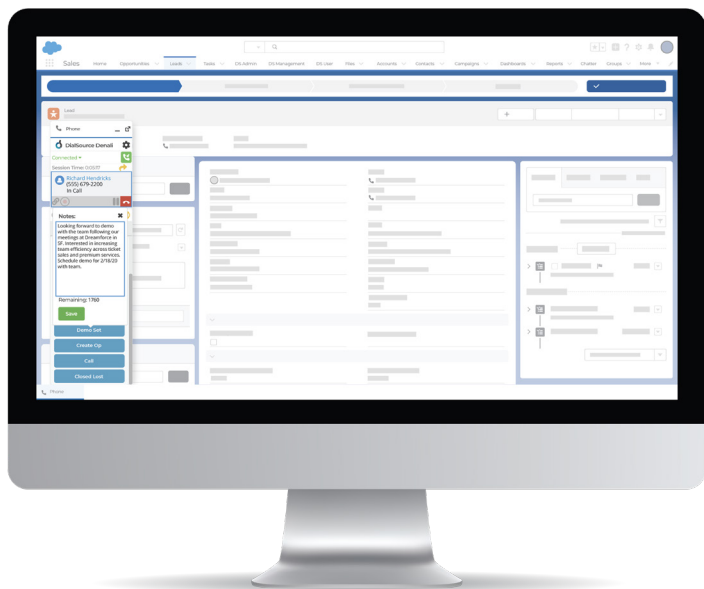 Sales Home Opportunities Leads Tasks DS Admin DS Management DS User Files Accounts Contacts Campaigns Dashboards Reports Chatter Groups More
Lead
Phone
DialSource Denali
Connected
Session Time: 0:05:17
Richard Hendricks
(555) 679-2200
In Call
Notes:
Looking forward to demo
with the team following our
meetings at Dreamforce in
SF. Interested in increasing
team efficiency across ticket
sales and premium services.
Schedule demo for 2/18/20
with team.
Remaining: 1760
Save
Demo Set
Create Op
Call
Closed Lost
Phone